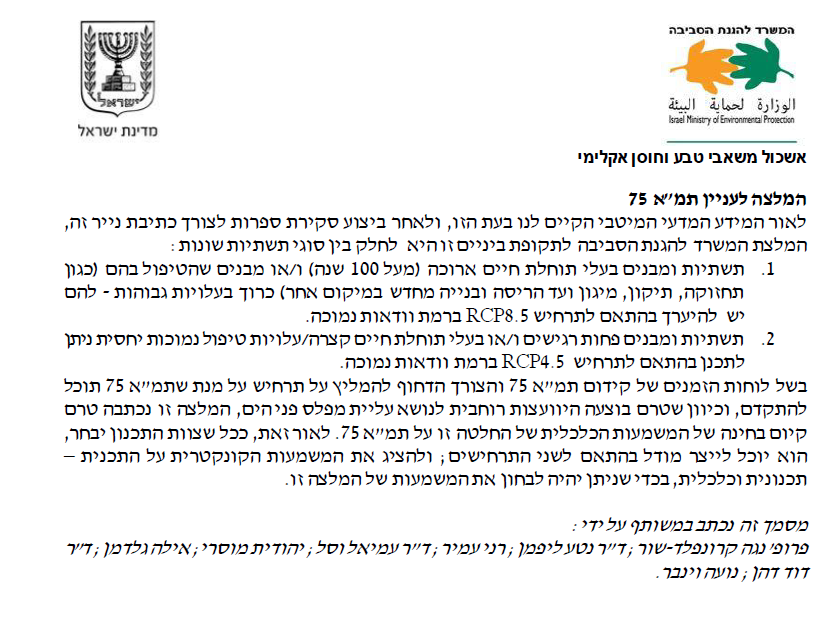 המשרד להגנת הסביבה
الوزارة لحماية البيئة
Israel Ministry of Environmental Protection
ישראל
מדינת ישראל
אשכול משאבי טבע וחוסן אקלימי
המלצה לעניין תמ״א 75
לאור המידע המדעי המיטבי הקיים לנו בעת הזו, ולאחר ביצוע סקירת ספרות לצורך כתיבת נייר זה,
המלצת המשרד להגנת הסביבה לתקופת ביניים זו היא לחלק בין סוגי תשתיות שונות:
1. תשתיות ומבנים בעלי תוחלת חיים ארוכה (מעל 100 שנה) ו/או מבנים שהטיפול בהם (כגון
תחזוקה, תיקון, מיגון ועד הריסה ובנייה מחדש במיקום אחר) כרוך בעלויות גבוהות - להם
יש להיערך בהתאם לתרחיש RCP8.5 ברמת וודאות נמוכה.
2. תשתיות ומבנים פחות רגישים ו/או בעלי תוחלת חיים קצרה/עלויות טיפול נמוכות יחסית ניתן
לתכנן בהתאם לתרחיש RCP4.5 ברמת וודאות נמוכה.
בשל לוחות הזמנים של קידום תמ״א 75 והצורך הדחוף להמליץ על תרחיש על מנת שתמ״א 75 תוכל
להתקדם, וכיוון שטרם בוצעה היוועצות רוחבית לנושא עליית מפלס פני הים, המלצה זו נכתבה טרם
קיום בחינה של המשמעות הכלכלית של החלטה זו על תמ״א 75. לאור זאת, ככל שצוות התכנון יבחר,
הוא יוכל לייצר מודל בהתאם לשני התרחישים; ולהציג את המשמעות הקונקטרית על התכנית –
תכנונית וכלכלית, בכדי שניתן יהיה לבחון את המשמעות של המלצה זו.
מסמך זה נכתב במשותף על ידי:
פרופ׳ נגה קרונפלד-שור; ד״ר נטע ליפמן; רני עמיר; ד״ר עמיאל וסל; יהודית מוסרי; אילה גלדמן; ד״ר
דוד דהן; נועה וינבר.